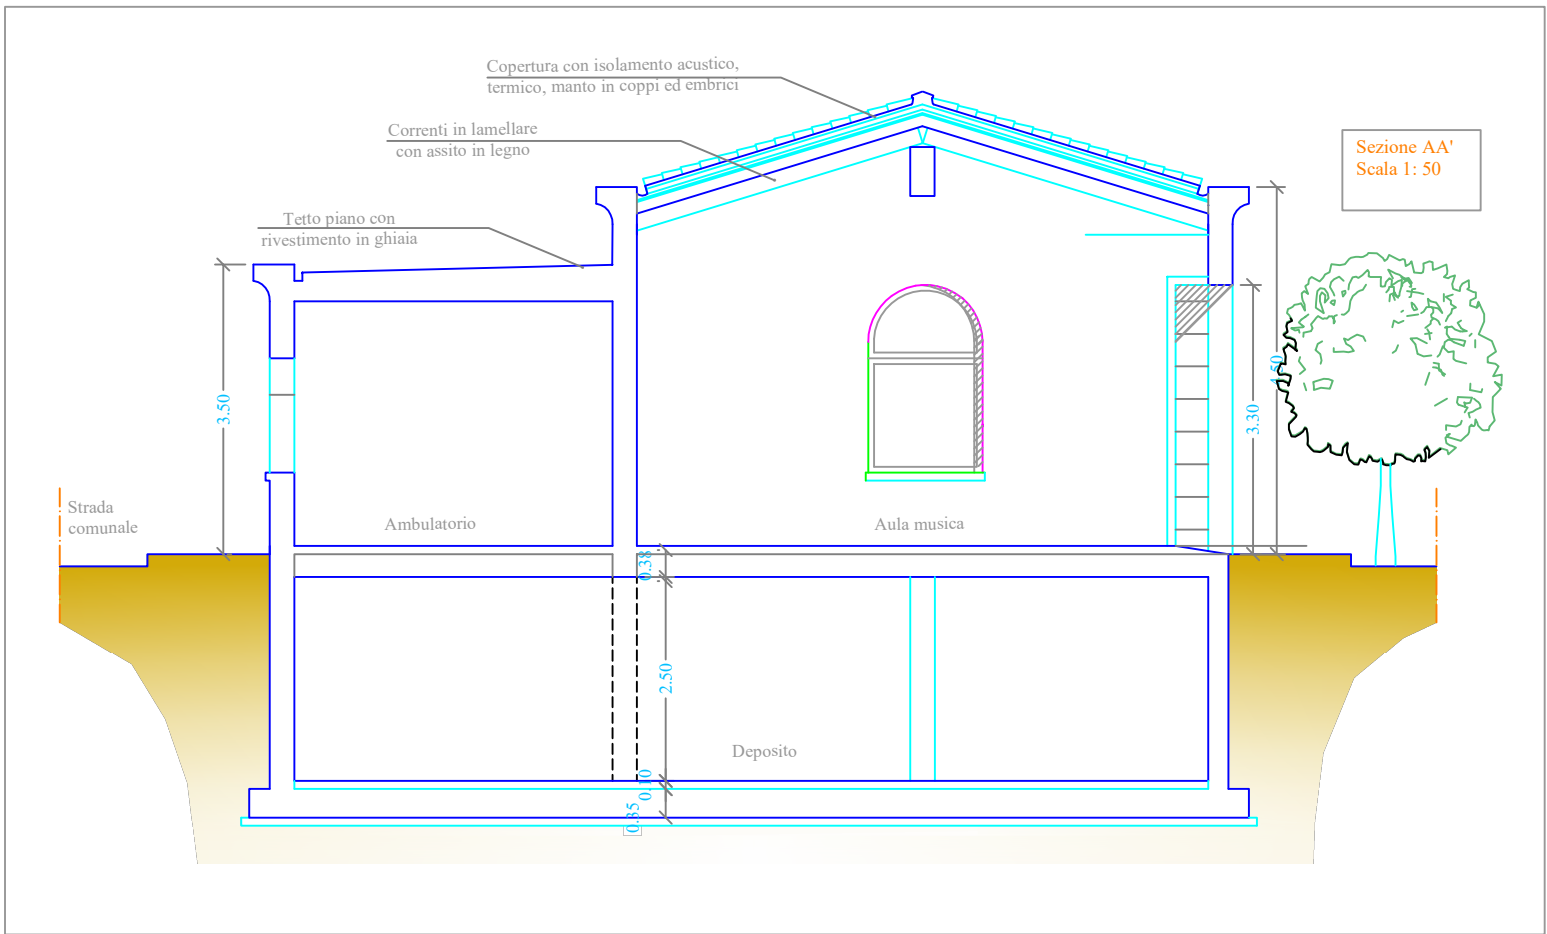 Copertura con isolamento acustico,
termico, manto in coppi ed embrici
Correnti in lamellare
con assito in legno
Sezione AA'
Scala 1: 50
Tetto piano con
rivestimento in ghiaia
3.50
4.50
3.30
Strada
comunale
Ambulatorio
Aula musica
0.38
2.50
Deposito
0.10
0.35